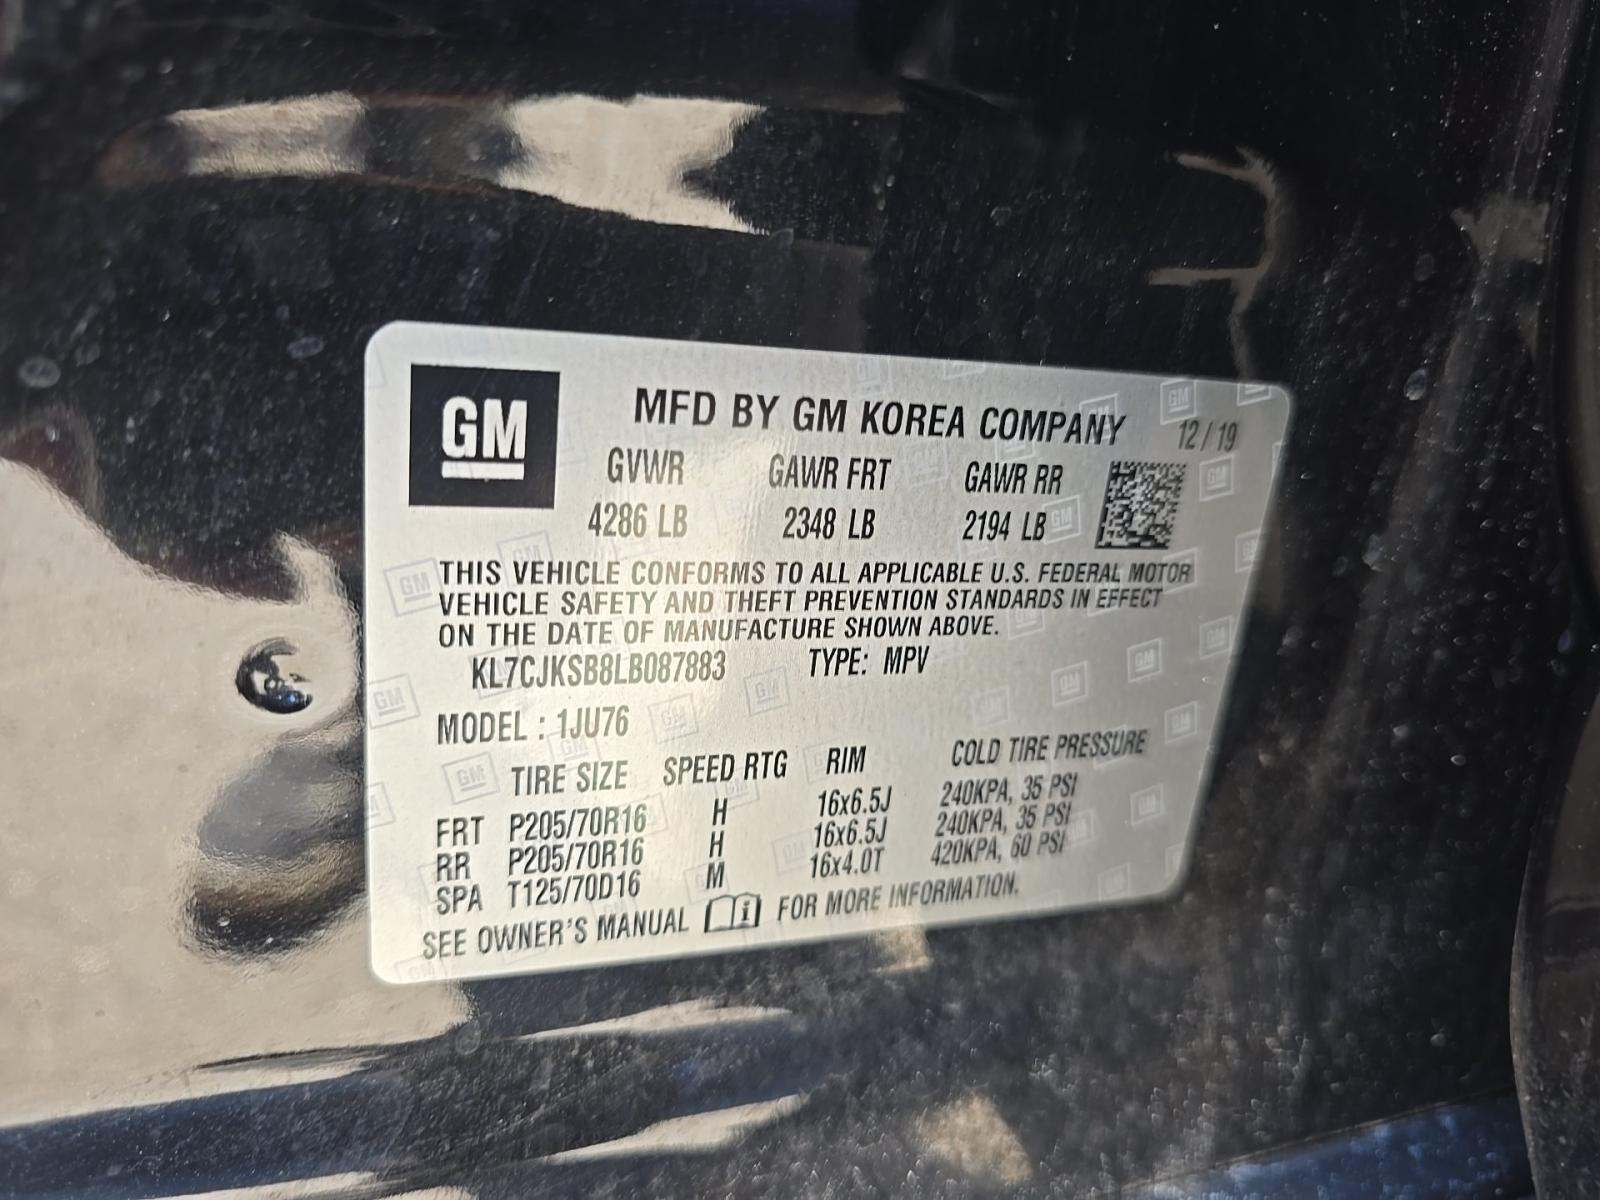 GM
MFD BY GM KOREA COMPANY 12/19
GVWR GAWR FRT GAWR RR
4286 LB 2348 LB 2194 LB
THIS VEHICLE CONFORMS TO ALL APPLICABLE U.S. FEDERAL MOTOR
VEHICLE SAFETY AND THEFT PREVENTION STANDARDS IN EFFECT
ON THE DATE OF MANUFACTURE SHOWN ABOVE.
KL7CJKSB8LB087883 TYPE: MPV
MODEL : 1JU76
TIRE SIZE SPEED RTG RIM COLD TIRE PRESSURE
FRT P205/70R16 H 16x6.5J 240KPA, 35 PSI
RR P205/70R16 H 16x6.5J 240KPA, 35 PSI
SPA T125/70D16 M 16x4.0T 420KPA, 60 PSI
SEE OWNER'S MANUAL FOR MORE INFORMATION.